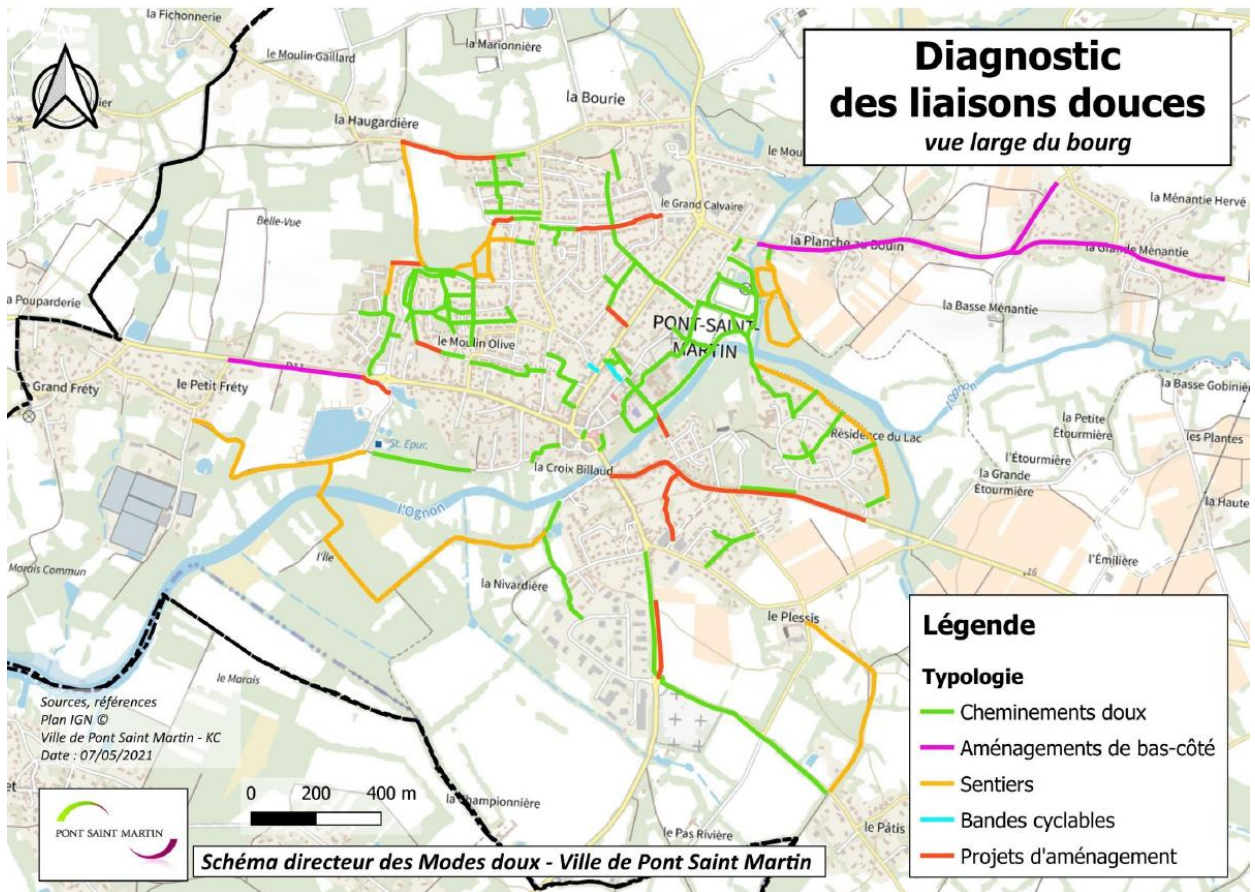 Diagnostic
des liaisons douces
vue large du bourg
la Fichonnerie
la Marionnière
le Moulin Gaillard
la Bourie
la Haugardière
le Grand Calvaire
la Ménantie Hervé
Belle-Vue
la Planche au Bouin
la Grande Ménantie
la Pouparderie
la Basse Ménantie
PONT-SAINT-
MARTIN
le Moulin Olive
le Grand Fréty
le Petit Fréty
l'Ognon
la Basse Gobiniè
la Petite
Étourmière
les Plantes
St. Epur.
Résidence du Lac
l'Étourmière
la Croix Billaud
la Grande
Étourmière
la Haute
l'Ognon
l'Île
l'Émilière
16
Marais Commun
la Nivardière
le Plessis
le Marais
Sources, références
Plan IGN ©
Ville de Pont Saint Martin - KC
Date : 07/05/2021
Légende
Typologie
Cheminements doux
Aménagements de bas-côté
Sentiers
Bandes cyclables
Projets d'aménagement
0 200 400 m
la Championnière
PONT SAINT MARTIN
le Pas Rivière
le Pâtis
Schéma directeur des Modes doux - Ville de Pont Saint Martin